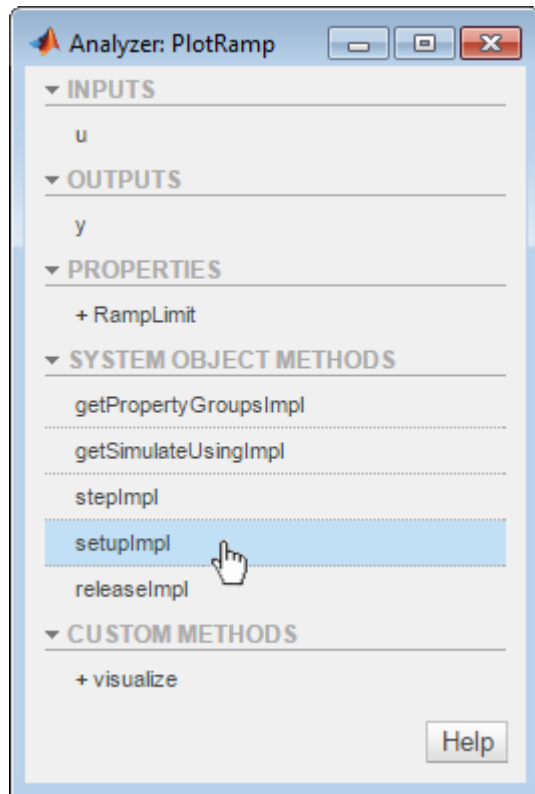 Analyzer: PlotRamp
INPUTS
u
OUTPUTS
y
PROPERTIES
+ RampLimit
SYSTEM OBJECT METHODS
getPropertyGroupsImpl
getSimulateUsingImpl
stepImpl
setupImpl
releaseImpl
CUSTOM METHODS
+ visualize
Help